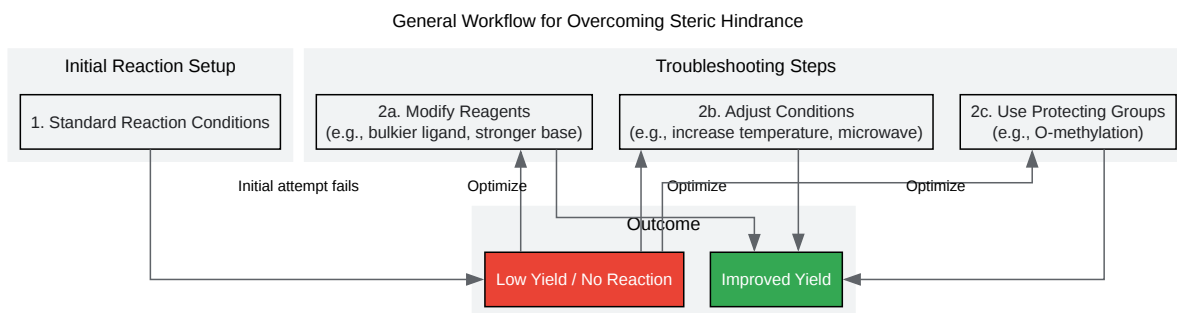 General Workflow for Overcoming Steric Hindrance
Initial Reaction Setup
Troubleshooting Steps
1. Standard Reaction Conditions
2a. Modify Reagents
(e.g., bulkier ligand, stronger base)
2b. Adjust Conditions
(e.g., increase temperature, microwave)
2c. Use Protecting Groups
(e.g., O-methylation)
Initial attempt fails
Optimize
Optimize
Optimize
Outcome
Low Yield / No Reaction
Improved Yield